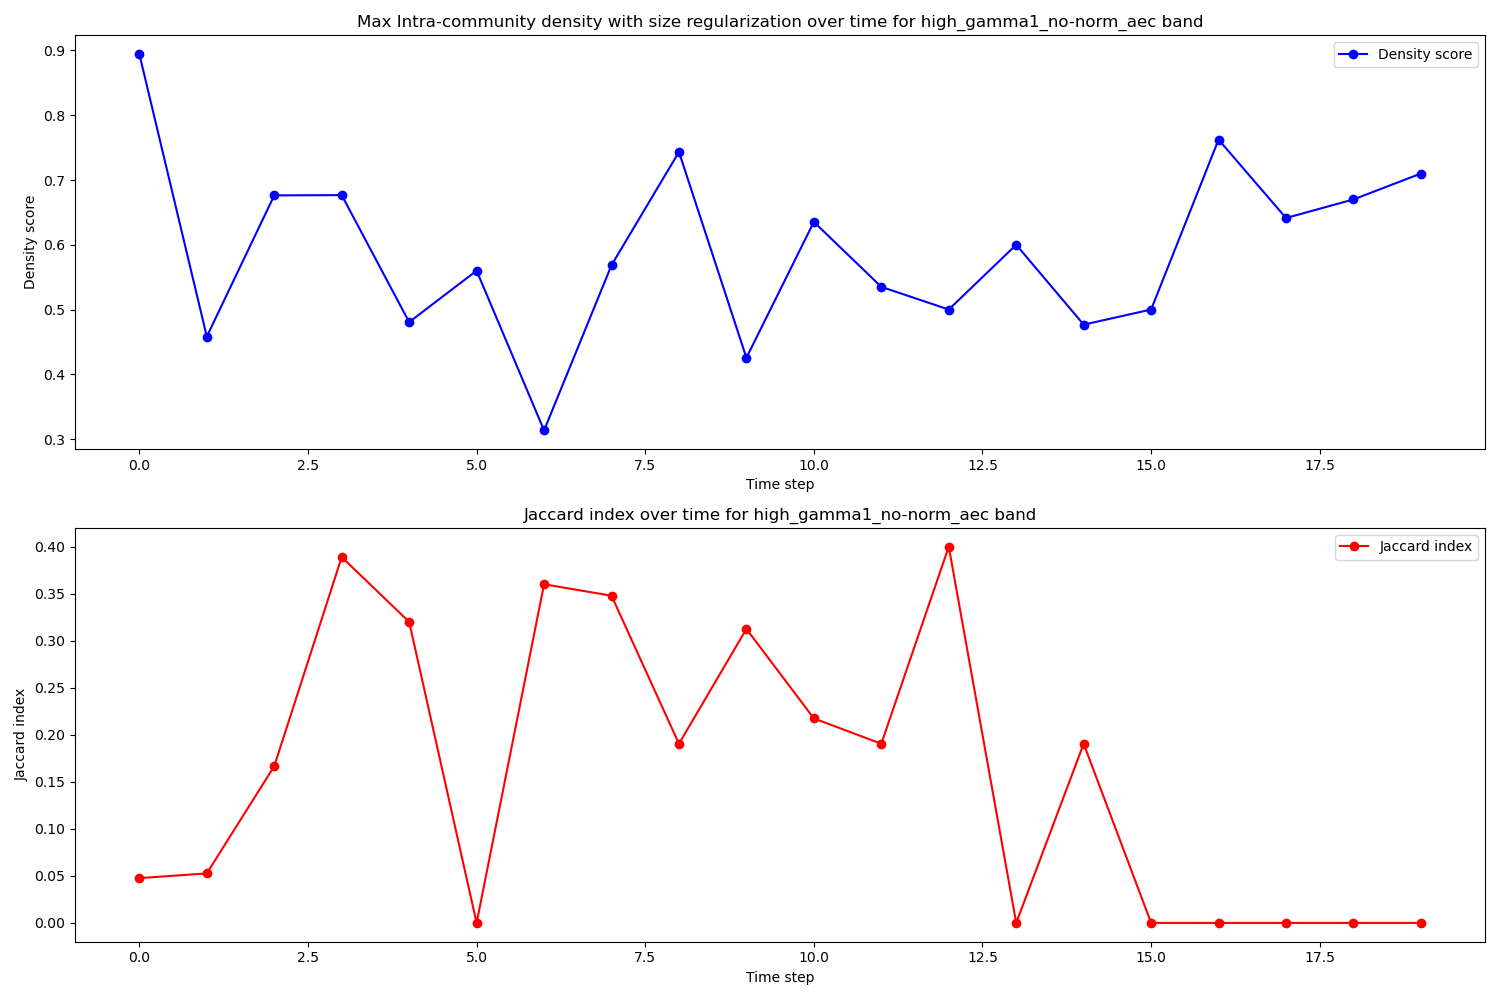 Max Intra-community density with size regularization over time for high_gamma1_no-norm_aec band
Density score
0.9
0.8
0.7
0.6
0.5
0.4
0.3
Density score
0.0 2.5 5.0 7.5 10.0 12.5 15.0 17.5
Time step
Jaccard index over time for high_gamma1_no-norm_aec band
Jaccard index
0.40
0.35
0.30
0.25
0.20
0.15
0.10
0.05
0.00
Jaccard index
0.0 2.5 5.0 7.5 10.0 12.5 15.0 17.5
Time step